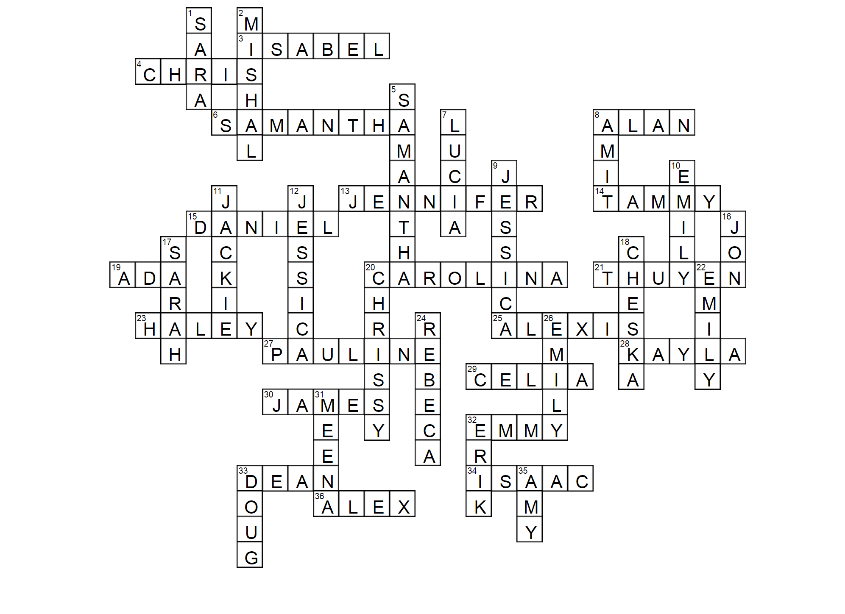 1 S 2 M
A 3 I S A B E L
4 C H R I S
A H 5 S
6 S A M A N T H A 7 L 8 A L A N
L M U M
A C 9 J I 10 E
11 J 12 J 13 J E N N I F E R 14 T A M M Y
15 D A N I E L T A S I 16 J
17 S C S H S 18 C L O
19 A D A K S 20 C A R O L I N A 21 T H U Y 22 E N
R I I H C E M
23 H A L E Y C R 24 R 25 A L 26 E X I S I
H 27 P A U L I N E M 28 K A Y L A
S B 29 C E L I A A Y
30 J A 31 M E S S E L
E Y C 32 E M M Y
E A R
33 D E A N 34 I S 35 A A C
O 36 A L E X K M
U Y
G